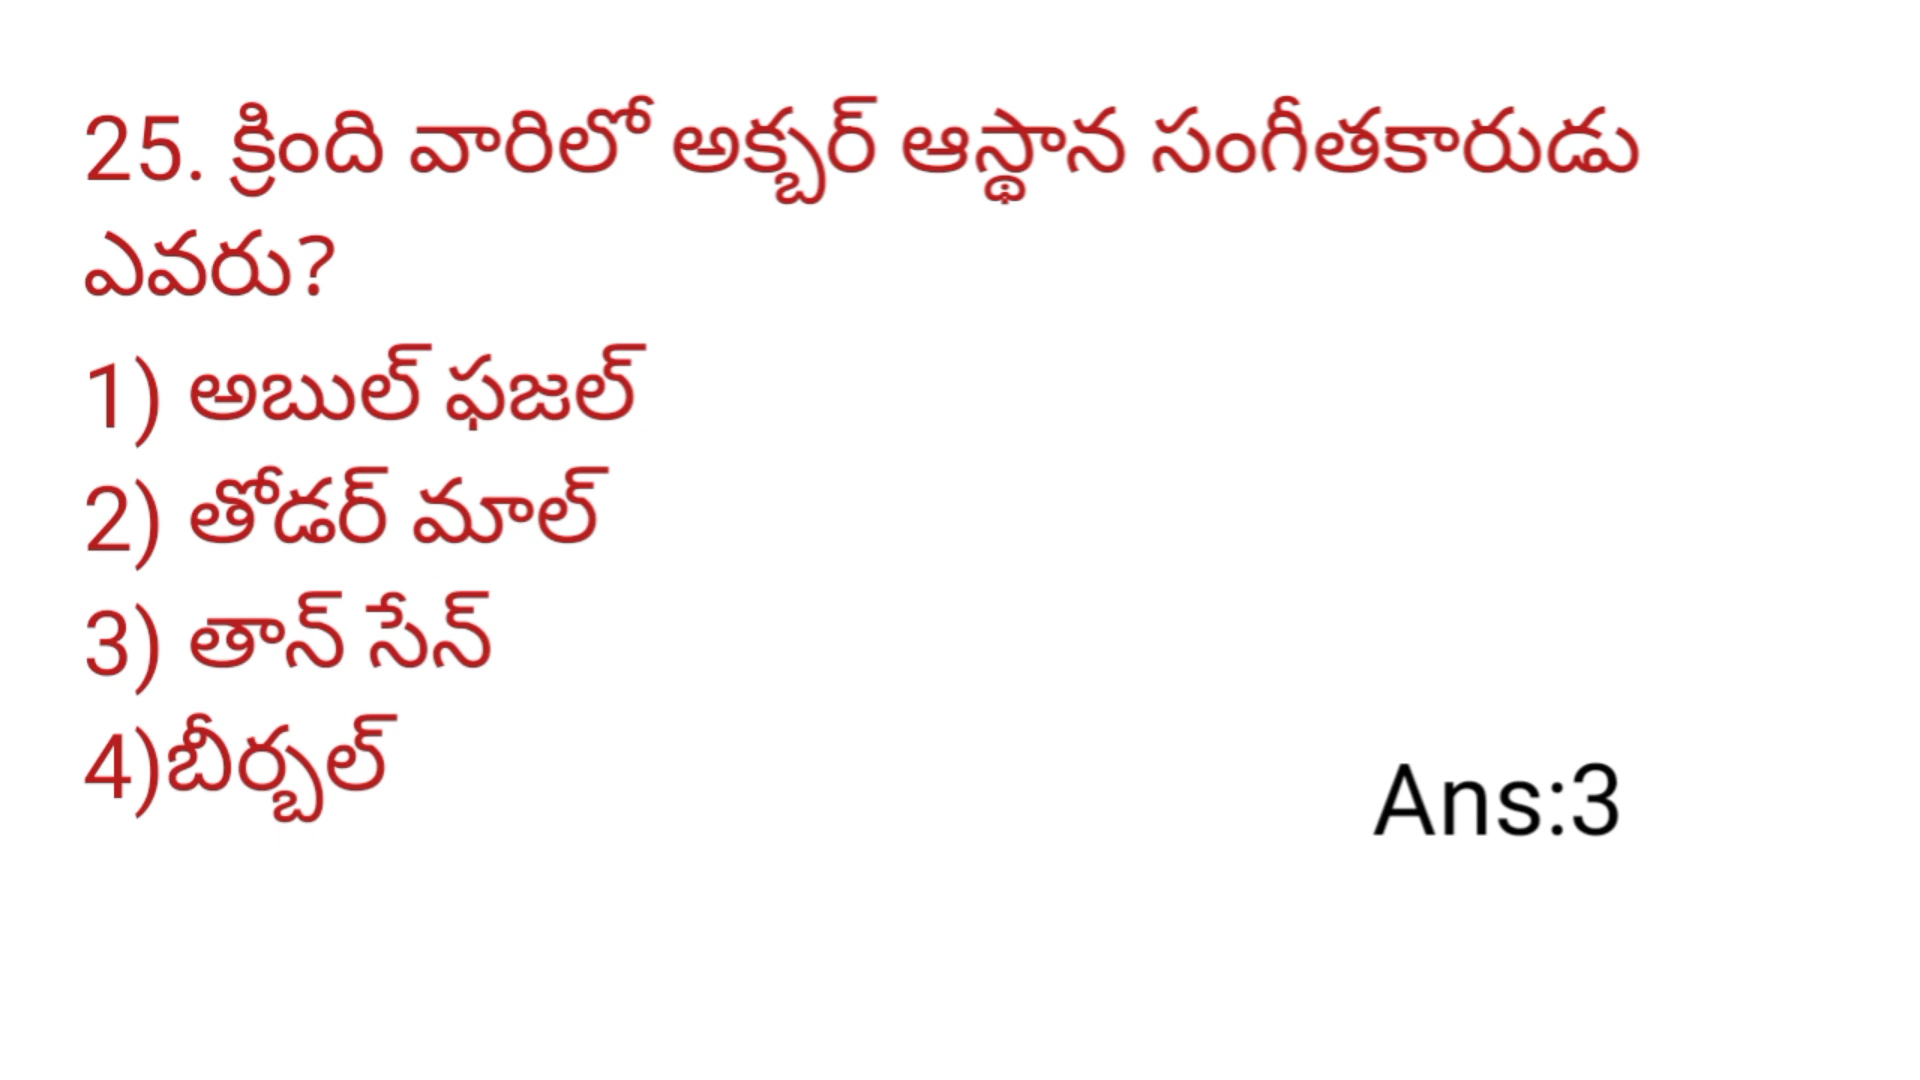 25. క్రింది వారిలో అక్బర్ ఆస్థాన సంగీతకారుడు
ఎవరు?
1) అబుల్ ఫజల్
2) తోడర్ మాల్
3) తాన్ సేన్
4)బీర్బల్
Ans:3